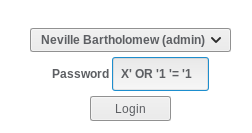 Neville Bartholomew (admin)
Password X' OR '1 '= '1
Login